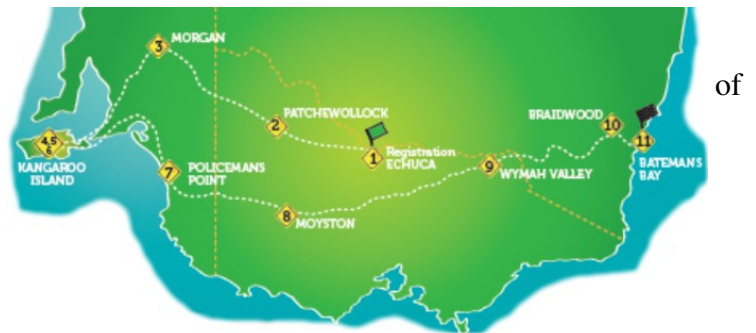 3 MORGAN
of
PATCHEWOLLOCK
2
BRAIDWOOD 10
4,5
6
1 Registration
ECHUCA
11
KANGAROO
ISLAND
7 POLICEMANS
POINT
9 WYMAH VALLEY
BATEMAN'S
BAY
8 MOYSTON